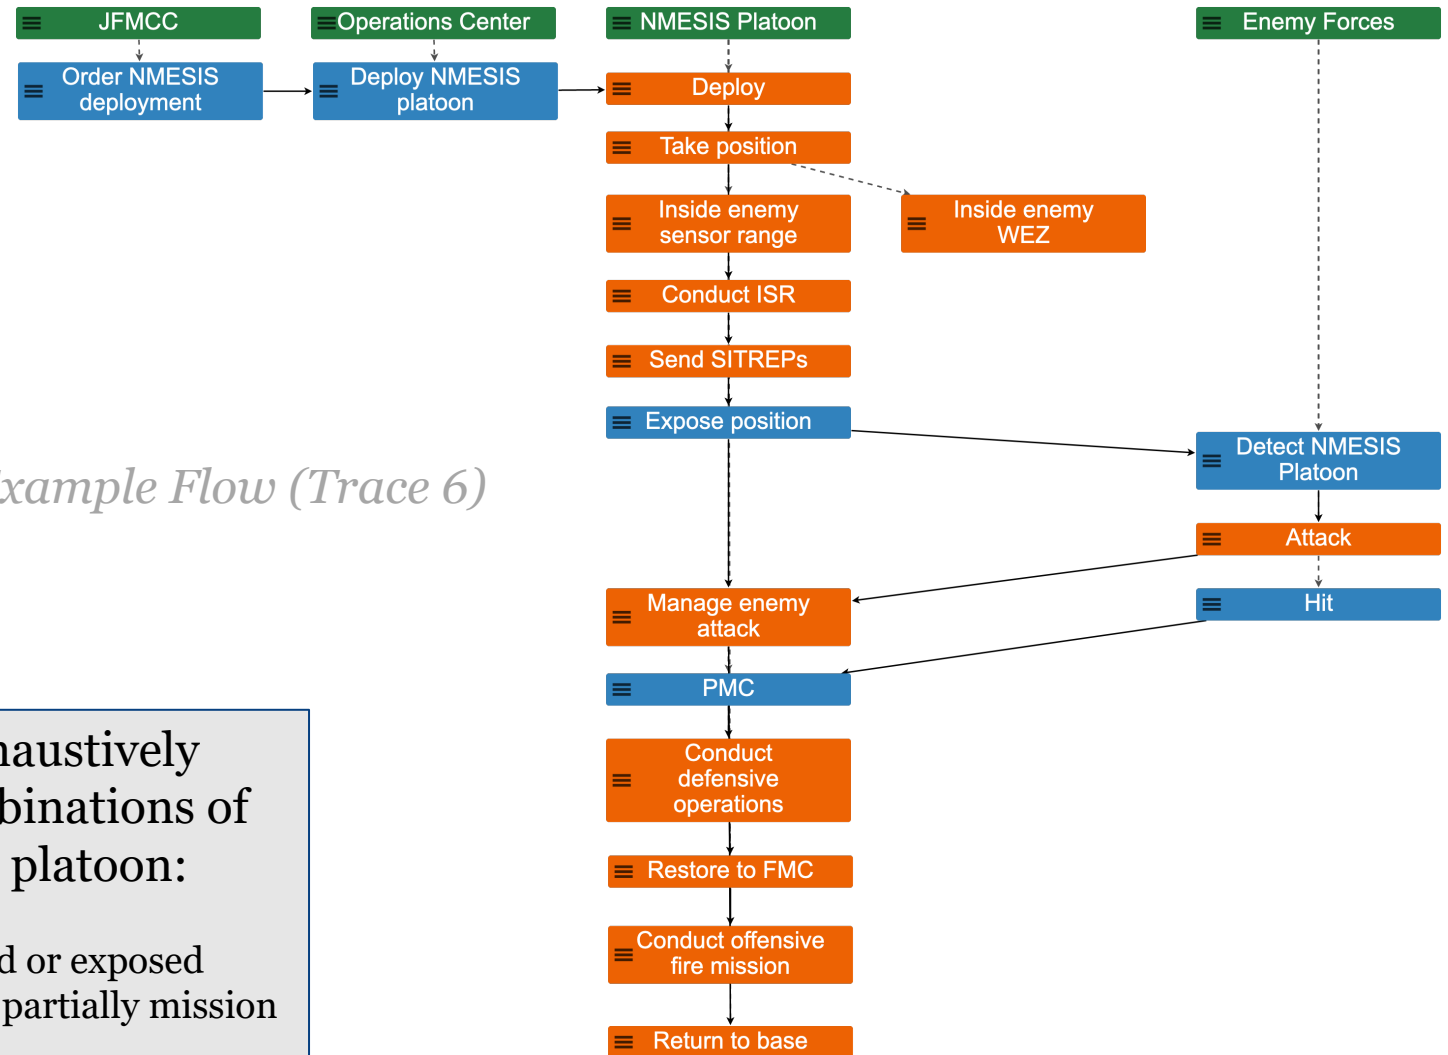 JFMCC
Operations Center
NMESIS Platoon
Enemy Forces
Order NMESIS
deployment
Deploy NMESIS
platoon
Deploy
Take position
Inside enemy
sensor range
Inside enemy
WEZ
Conduct ISR
Send SITREPs
Expose position
Detect NMESIS
Platoon
Example Flow (Trace 6)
Attack
Manage enemy
attack
Hit
PMC
Conduct
defensive
operations
Restore to FMC
Conduct offensive
fire mission
Return to base
of
platoon:
or exposed
partially mission